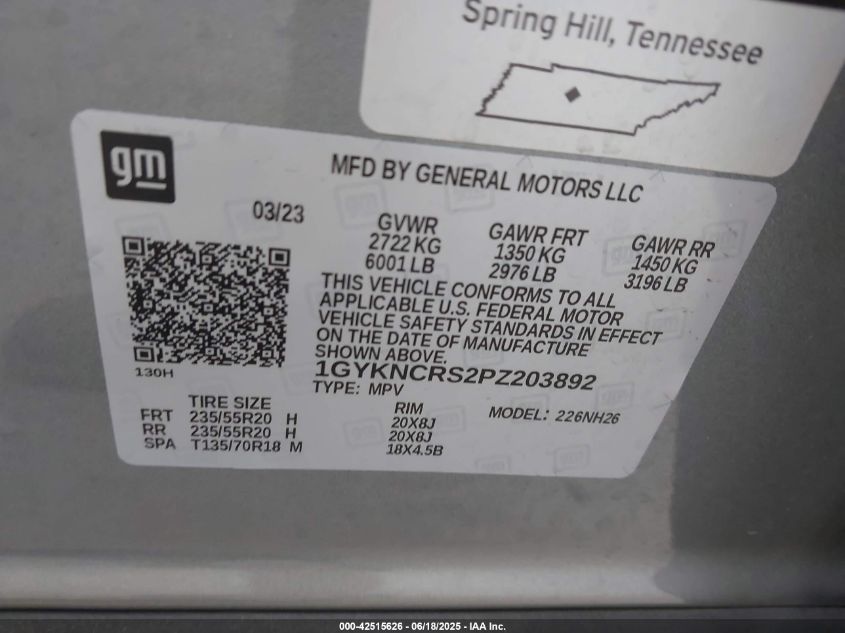 Spring Hill, Tennessee
gm
MFD BY GENERAL MOTORS LLC
03/23
GVWR
2722 KG
6001 LB
GAWR FRT
1350 KG
2976 LB
GAWR RR
1450 KG
3196 LB
THIS VEHICLE CONFORMS TO ALL
APPLICABLE U.S. FEDERAL MOTOR
VEHICLE SAFETY STANDARDS IN EFFECT
ON THE DATE OF MANUFACTURE
SHOWN ABOVE.
130H
1GYKNCRS2PZ203892
TYPE: MPV
MODEL: 226NH26
TIRE SIZE RIM
FRT 235/55R20 H 20X8J
RR 235/55R20 H 20X8J
SPA T135/70R18 M 18X4.5B
000-42515626 - 06/18/2025 - IAA Inc.